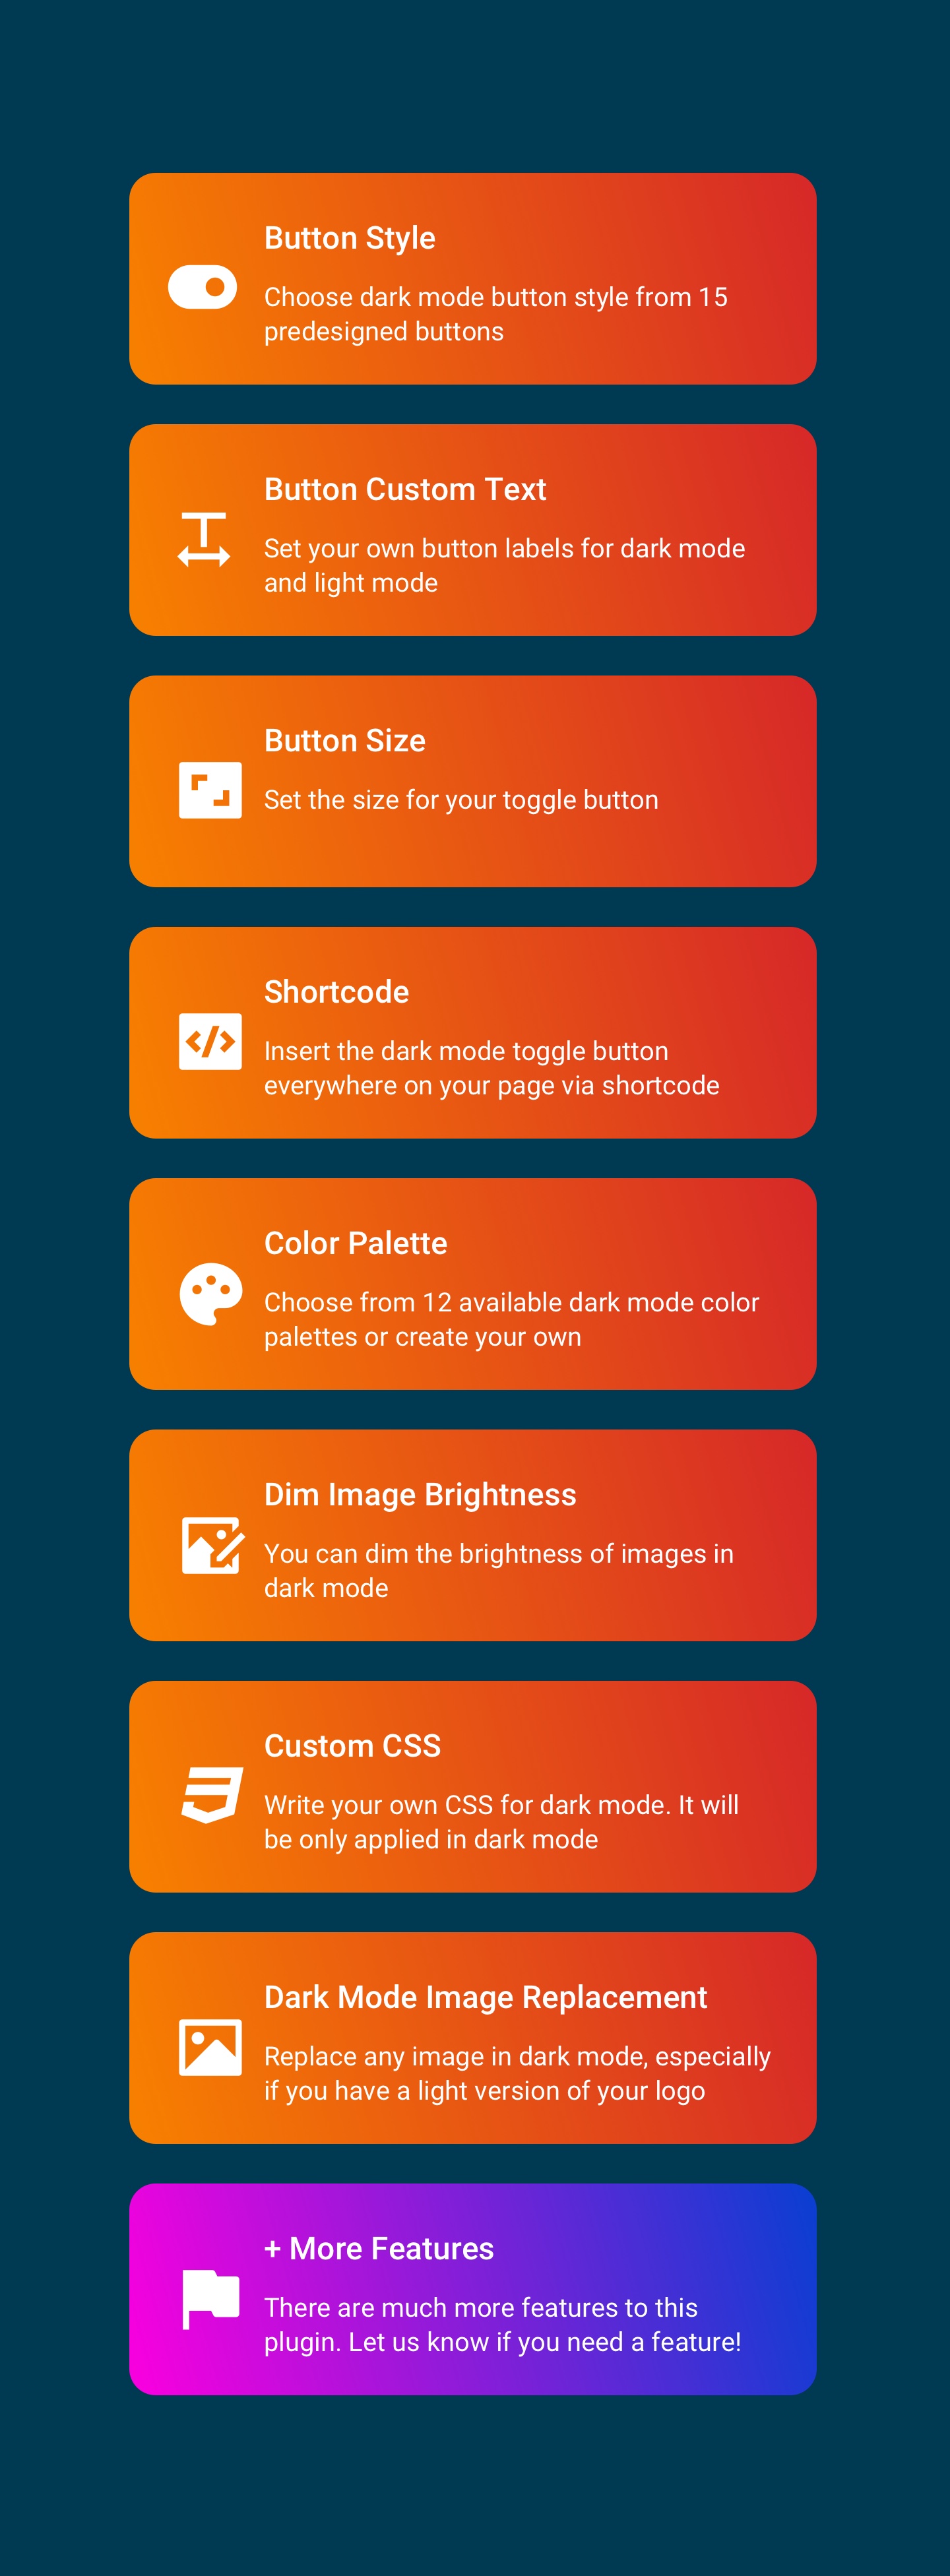 Button Style
Choose dark mode button style from 15
predesigned buttons
Button Custom Text
Set your own button labels for dark mode
and light mode
Button Size
Set the size for your toggle button
Shortcode
Insert the dark mode toggle button
everywhere on your page via shortcode
Color Palette
Choose from 12 available dark mode color
palettes or create your own
Dim Image Brightness
You can dim the brightness of images in
dark mode
Custom CSS
Write your own CSS for dark mode. It will
be only applied in dark mode
Dark Mode Image Replacement
Replace any image in dark mode, especially
if you have a light version of your logo
+ More Features
There are much more features to this
plugin. Let us know if you need a feature!